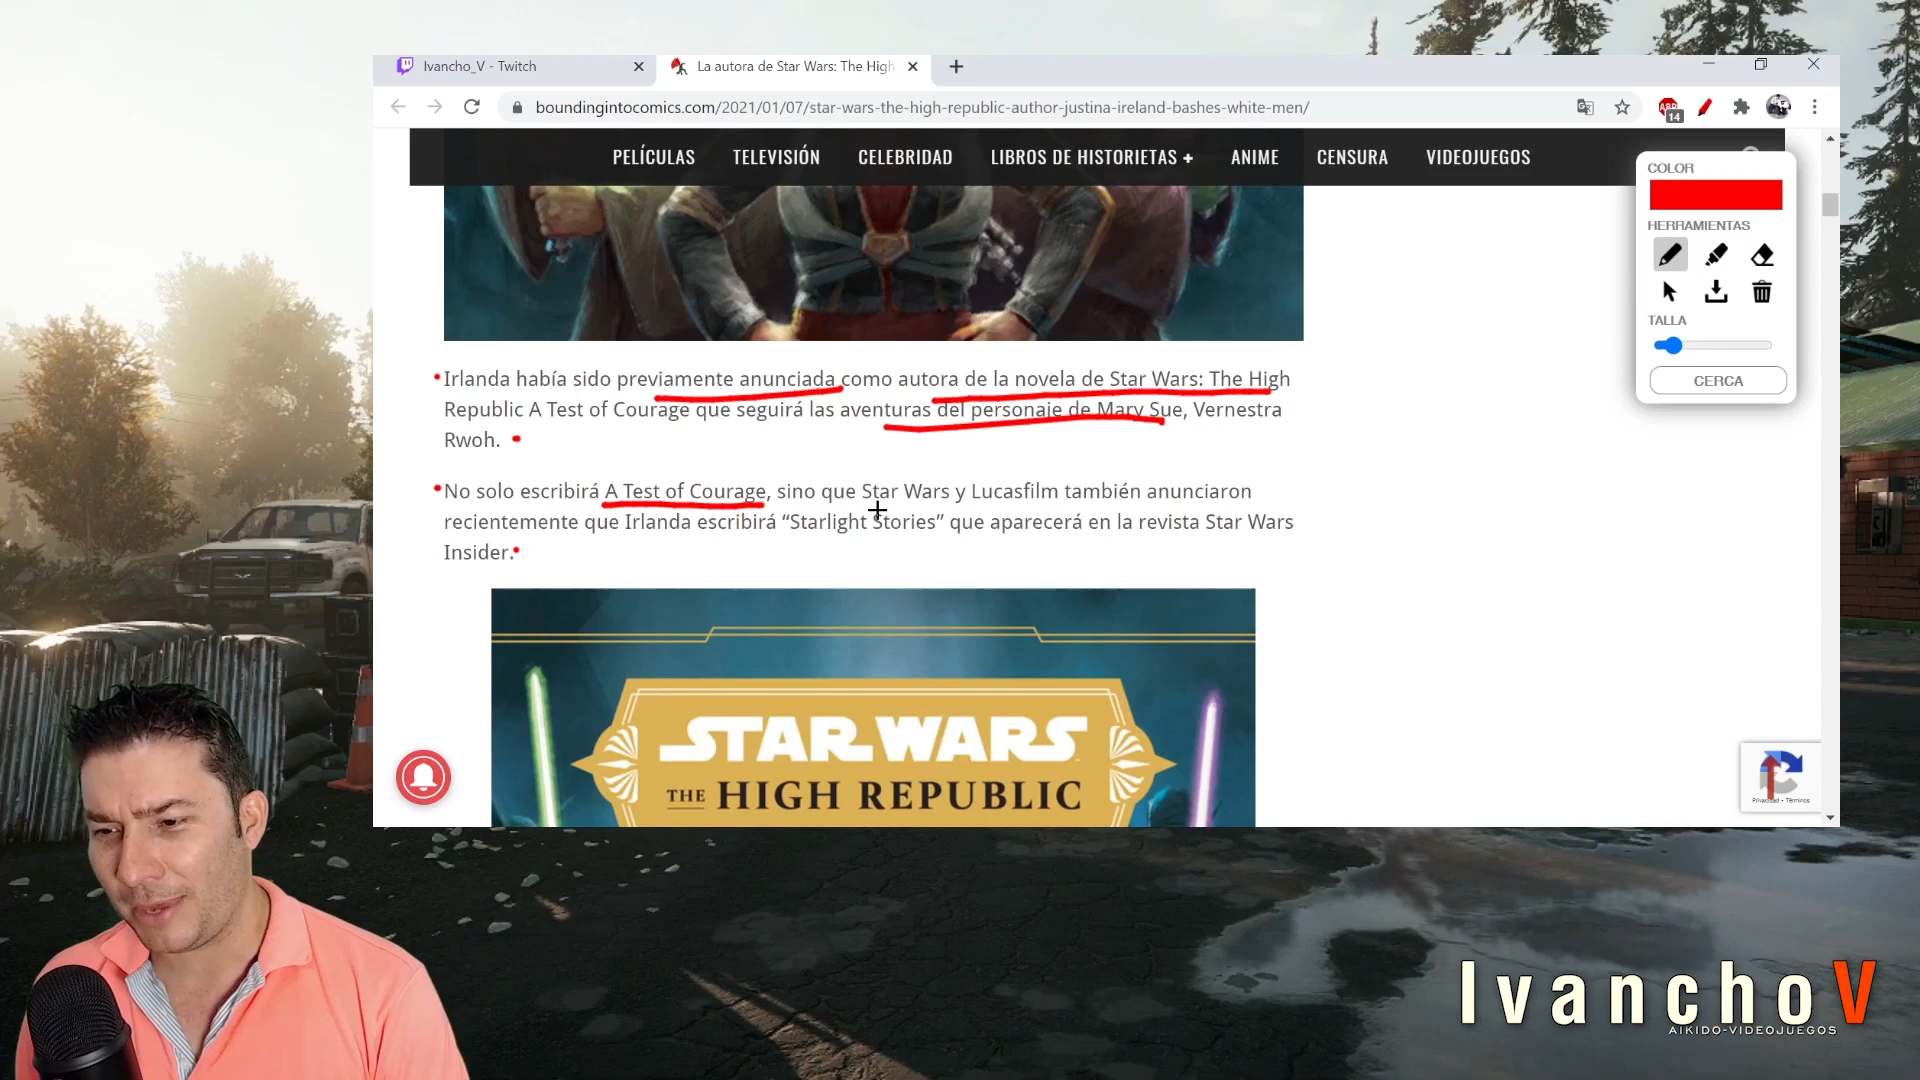 Ivancho_V - Twitch
La autora de Star Wars: The High
boundingintocomics.com/2021/01/07/star-wars-the-high-republic-author-justina-ireland-bashes-white-men/
ABP
14
PELÍCULAS TELEVISIÓN CELEBRIDAD LIBROS DE HISTORIETAS + ANIME CENSURA VIDEOJUEGOS
COLOR
HERRAMIENTAS
TALLA
CERCA
Irlanda había sido previamente anunciada como autora de la novela de Star Wars: The High
Republic A Test of Courage que seguirá las aventuras del personaje de Mary Sue, Vernestra
Rwoh.
No solo escribirá A Test of Courage, sino que Star Wars y Lucasfilm también anunciaron
recientemente que Irlanda escribirá “Starlight Stories” que aparecerá en la revista Star Wars
Insider.
STAR WARS
THE HIGH REPUBLIC
Privacidad • Términos
IvanchoV
AIKIDO-VIDEOJUEGOS